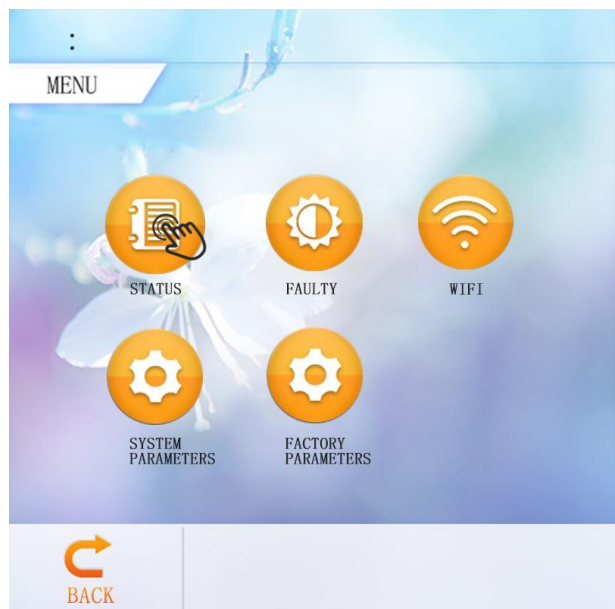 :
MENU
STATUS
FAULTY
WIFI
SYSTEM
PARAMETERS
FACTORY
PARAMETERS
BACK